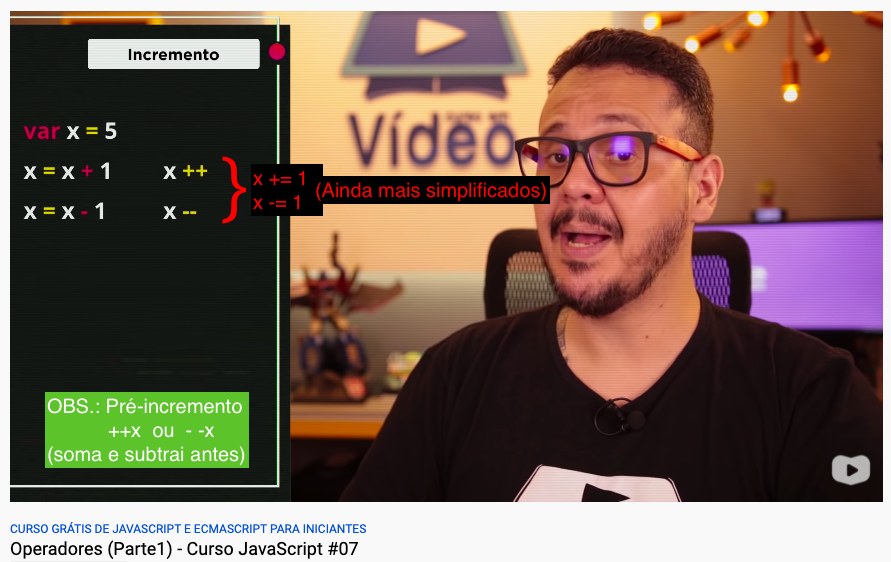 Incremento
var x = 5
x = x + 1 x ++
x = x - 1 x --
x += 1
x -= 1
(Ainda mais simplificados)
OBS.: Pré-incremento
++x ou - -x
(soma e subtrai antes)
Vídeo
CURSO GRÁTIS DE JAVASCRIPT E ECMASCRIPT PARA INICIANTES
Operadores (Parte1) - Curso JavaScript #07